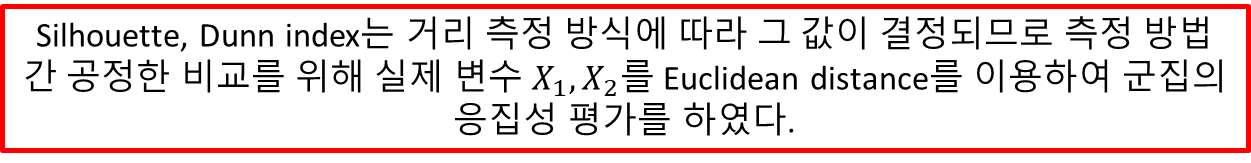 Silhouette, Dunn index는 거리 측정 방식에 따라 그 값이 결정되므로 측정 방법
간 공정한 비교를 위해 실제 변수 𝑋₁, 𝑋₂를 Euclidean distance를 이용하여 군집의
응집성 평가를 하였다.